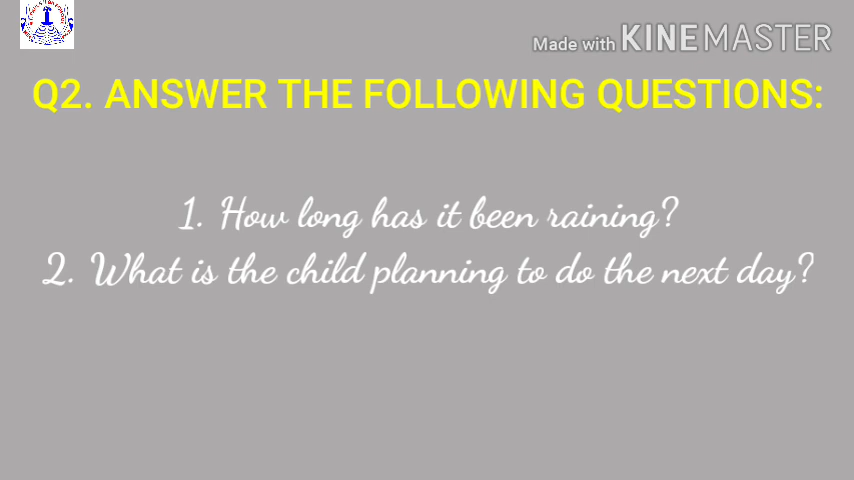 Made with KINEMASTER
Q2. ANSWER THE FOLLOWING QUESTIONS:
1. How long has it been raining?
2. What is the child planning to do the next day?